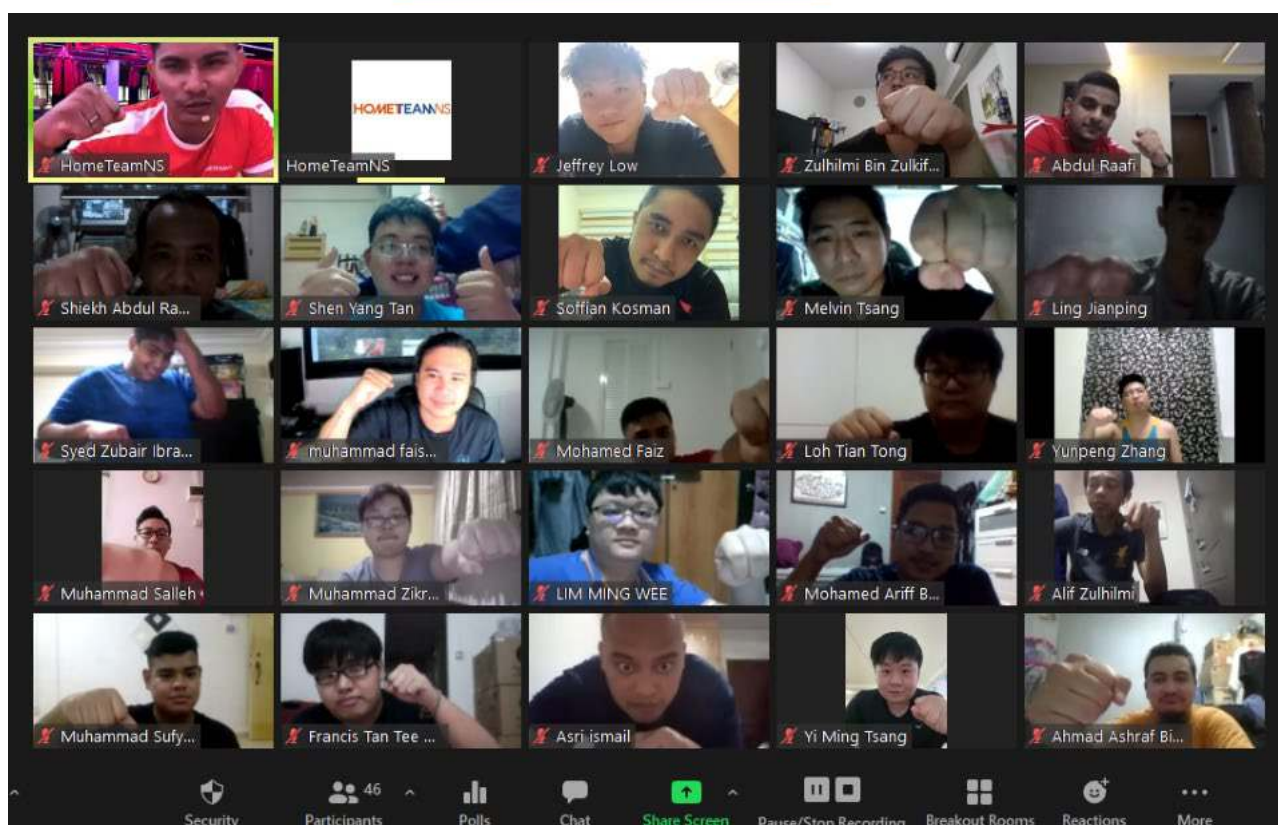 HOMETEAMNS
HomeTeamNS
HomeTeamNS
Jeffrey Low
Zulhilmi Bin Zulkif...
Abdul Raafi
Shiekh Abdul Ra...
Shen Yang Tan
Soffian Kosman
Melvin Tsang
Ling Jianping
Syed Zubair Ibra...
muhammad fais...
Mohamed Faiz
Loh Tian Tong
Yunpeng Zhang
Muhammad Salleh
Muhammad Zikr...
LIM MING WEE
Mohamed Ariff B...
Alif Zulhilmi
Muhammad Sufy...
Francis Tan Tee ...
Asri ismail
Yi Ming Tsang
Ahmad Ashraf Bi...
46
Security
Participants
Polls
Chat
Share Screen
Pause/Stop Recording
Breakout Rooms
Reactions
More